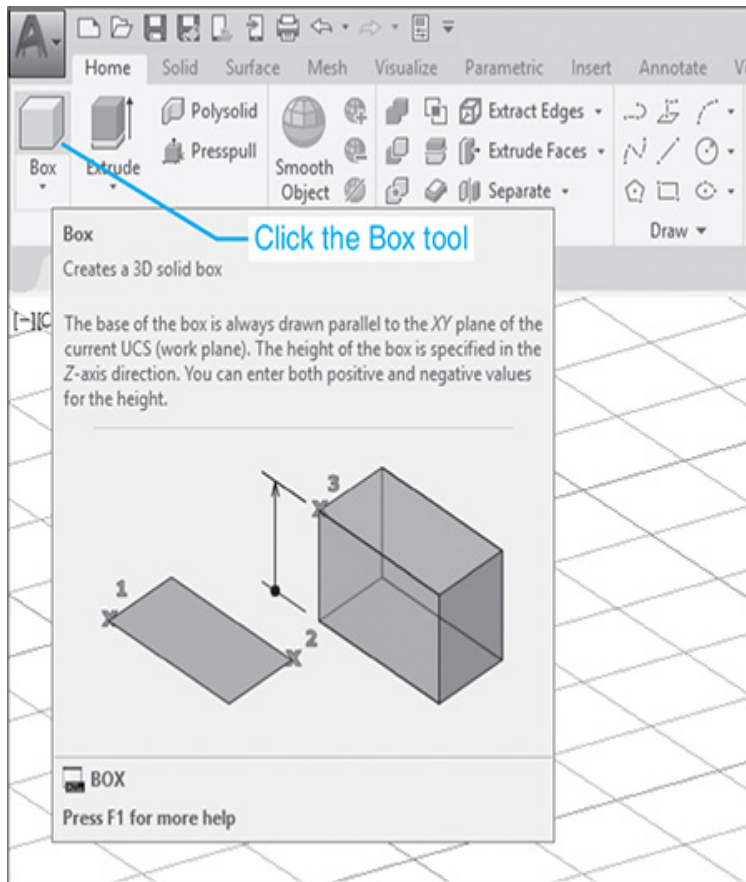 A
Home Solid Surface Mesh Visualize Parametric Insert Annotate Vi
Box
Extrude
Polysolid
Presspull
Smooth
Object
Extract Edges
Extrude Faces
Separate
Draw
Click the Box tool
Box
Creates a 3D solid box
[–][C
The base of the box is always drawn parallel to the XY plane of the
current UCS (work plane). The height of the box is specified in the
Z-axis direction. You can enter both positive and negative values
for the height.
1
2
3
BOX
Press F1 for more help